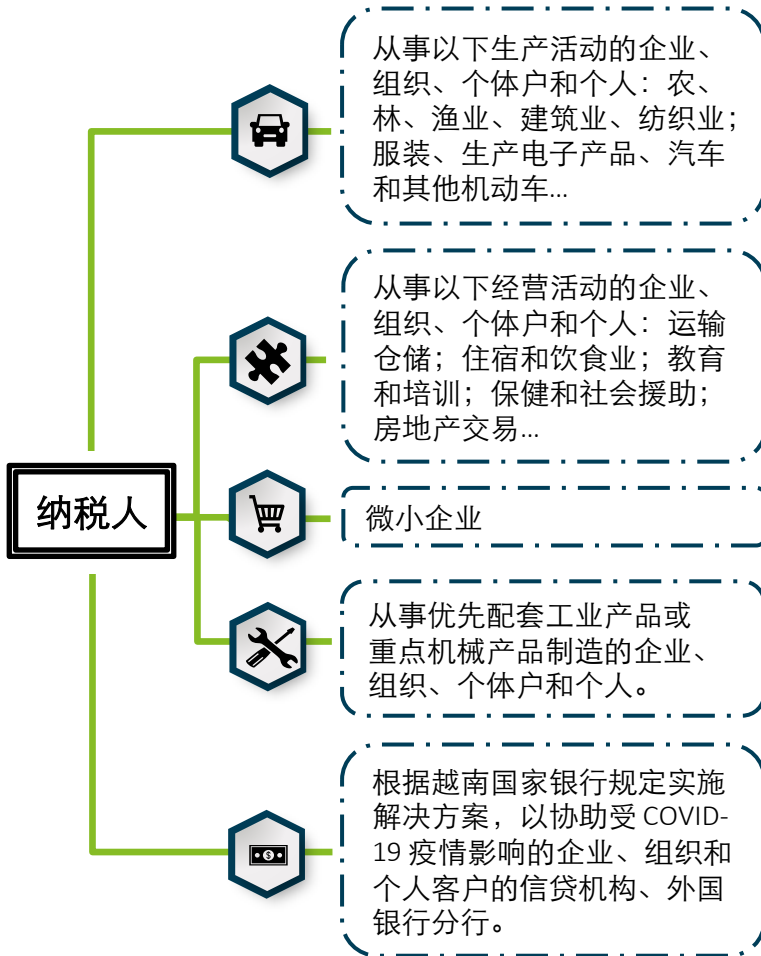 从事以下生产活动的企业、
组织、个体户和个人：农、
林、渔业、建筑业、纺织业；
服装、生产电子产品、汽车
和其他机动车...
从事以下经营活动的企业、
组织、个体户和个人：运输
仓储；住宿和饮食业；教育
和培训；保健和社会援助；
房地产交易...
纳税人
微小企业
从事优先配套工业产品或
重点机械产品制造的企业、
组织、个体户和个人。
根据越南国家银行规定实施
解决方案，以协助受 COVID-
19 疫情影响的企业、组织和
个人客户的信贷机构、外国
银行分行。